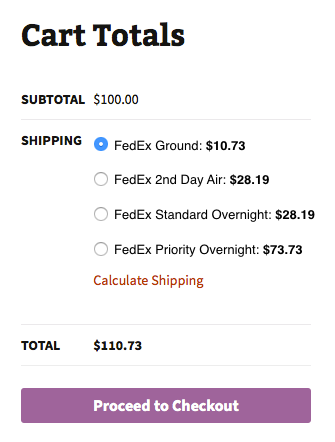 Cart Totals
SUBTOTAL $100.00
SHIPPING FedEx Ground: $10.73
FedEx 2nd Day Air: $28.19
FedEx Standard Overnight: $28.19
FedEx Priority Overnight: $73.73
Calculate Shipping
TOTAL $110.73
Proceed to Checkout